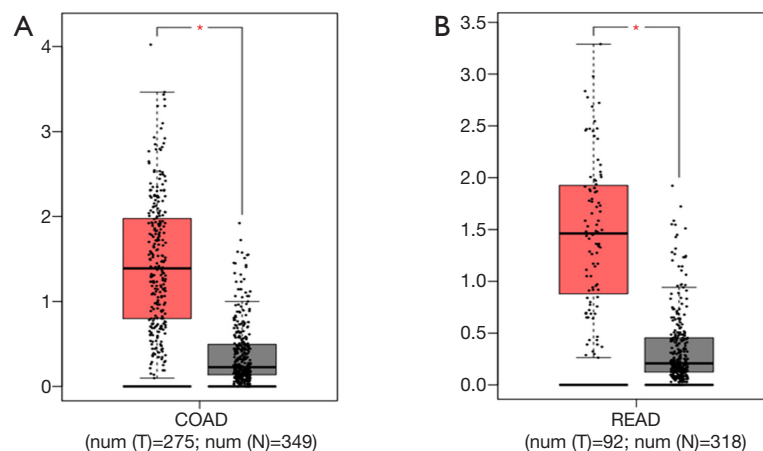 A
*
4
3
2
1
0
COAD
(num (T)=275; num (N)=349)
B
*
3.5
3.0
2.5
2.0
1.5
1.0
0.5
0.0
READ
(num (T)=92; num (N)=318)